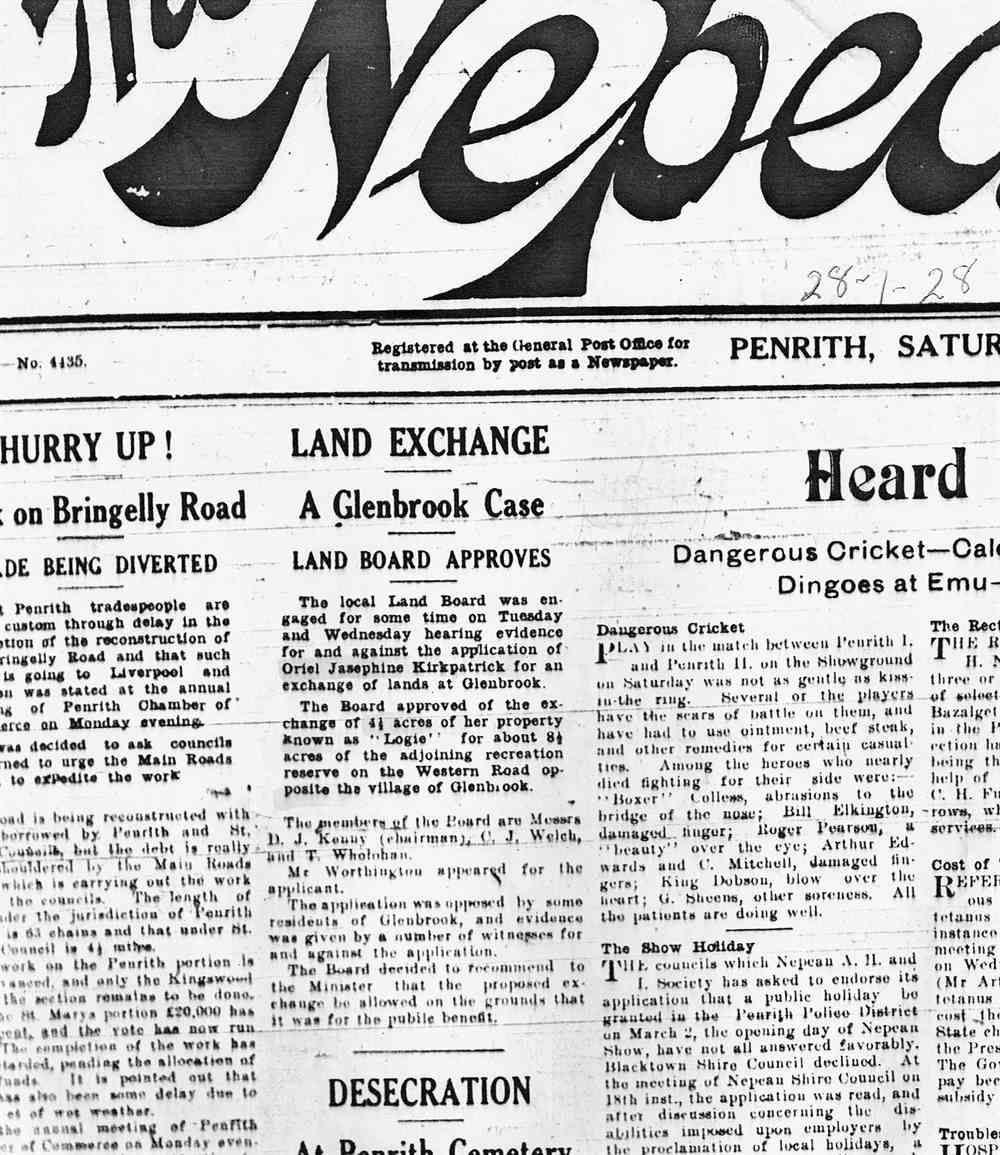 The Nepea
28-1-28
—No. 4435.
Registered at the General Post Office for
transmission by post as a Newspaper.
PENRITH, SATUR
HURRY UP!
on Bringelly Road
ADE BEING DIVERTED
t Penrith tradespeople are
custom through delay in the
etion of the reconstruction of
ringelly Road and that such
is going to Liverpool and
on was stated at the annual
ng of Penrith Chamber of
erce on Monday evening.
was decided to ask councils
rned to urge the Main Roads
to expedite the work
oad is being reconstructed with
borrowed by Penrith and St.
Councils, but the debt is really
shouldered by the Main Roads
which is carrying out the work
the councils. The length of
nder the jurisdiction of Penrith
is 63 chains and that under St.
Council is 4½ miles.
work on the Penrith portion is
vanced, and only the Kingswood
the section remains to be done.
he St. Marys portion £20,000 has
pent, and the vote has now run
The completion of the work has
tarded, pending the allocation of
funds. It is pointed out that
has also been some delay due to
es of wet weather.
the annual meeting of Penrith
er of Commerce on Monday even-
LAND EXCHANGE
A Glenbrook Case
LAND BOARD APPROVES
The local Land Board was en-
gaged for some time on Tuesday
and Wednesday hearing evidence
for and against the application of
Oriel Jasephine Kirkpatrick for an
exchange of lands at Glenbrook.
The Board approved of the ex-
change of 4½ acres of her property
known as "Logie" for about 8½
acres of the adjoining recreation
reserve on the Western Road op-
posite the village of Glenbrook.
The members of the Board are Messrs
D. J. Kenny (chairman), C. J. Welch,
and T. Wholohan.
Mr Worthington appeared for the
applicant.
The application was opposed by some
residents of Glenbrook, and evidence
was given by a number of witnesses for
and against the application.
The Board decided to recommend to
the Minister that the proposed ex-
change be allowed on the grounds that
it was for the public benefit.
DESECRATION
At Penrith Cemetery
Heard
Dangerous Cricket—Cale
Dingoes at Emu—
Dangerous Cricket
PLAY in the match between Penrith I.
and Penrith II. on the Showground
on Saturday was not as gentle as kiss-
in-the ring. Several or the players
have the scars of battle on them, and
have had to use ointment, beef steak,
and other remedies for certain casual-
ties. Among the heroes who nearly
died fighting for their side were:—
"Boxer" Colless, abrasions to the
bridge of the nose; Bill Elkington,
damaged finger; Roger Pearson, a
"beauty" over the eye; Arthur Ed-
wards and C. Mitchell, damaged fin-
gers; King Dobson, blow over the
heart; G. Sheens, other soreness. All
the patients are doing well.
The Show Holiday
THE councils which Nepean A. H. and
I. Society has asked to endorse its
application that a public holiday be
granted in the Penrith Police District
on March 2, the opening day of Nepean
Show, have not all answered favorably.
Blacktown Shire Council declined. At
the meeting of Nepean Shire Council on
18th inst., the application was read, and
after discussion concerning the dis-
abilities imposed upon employers by
the proclamation of local holidays, a
The Rect
THE R
H. N
three or
of select
Bazalget
in the P
ection ha
being th
help of
C. H. Fu
rows, wh
services.
Cost of
REFER
ous
tetanus
instance
meeting
on Wed
(Mr Art
tetanus
cost the
State ch
the Pres
The Gov
pay bee
subsidy
Troubles
HOSP